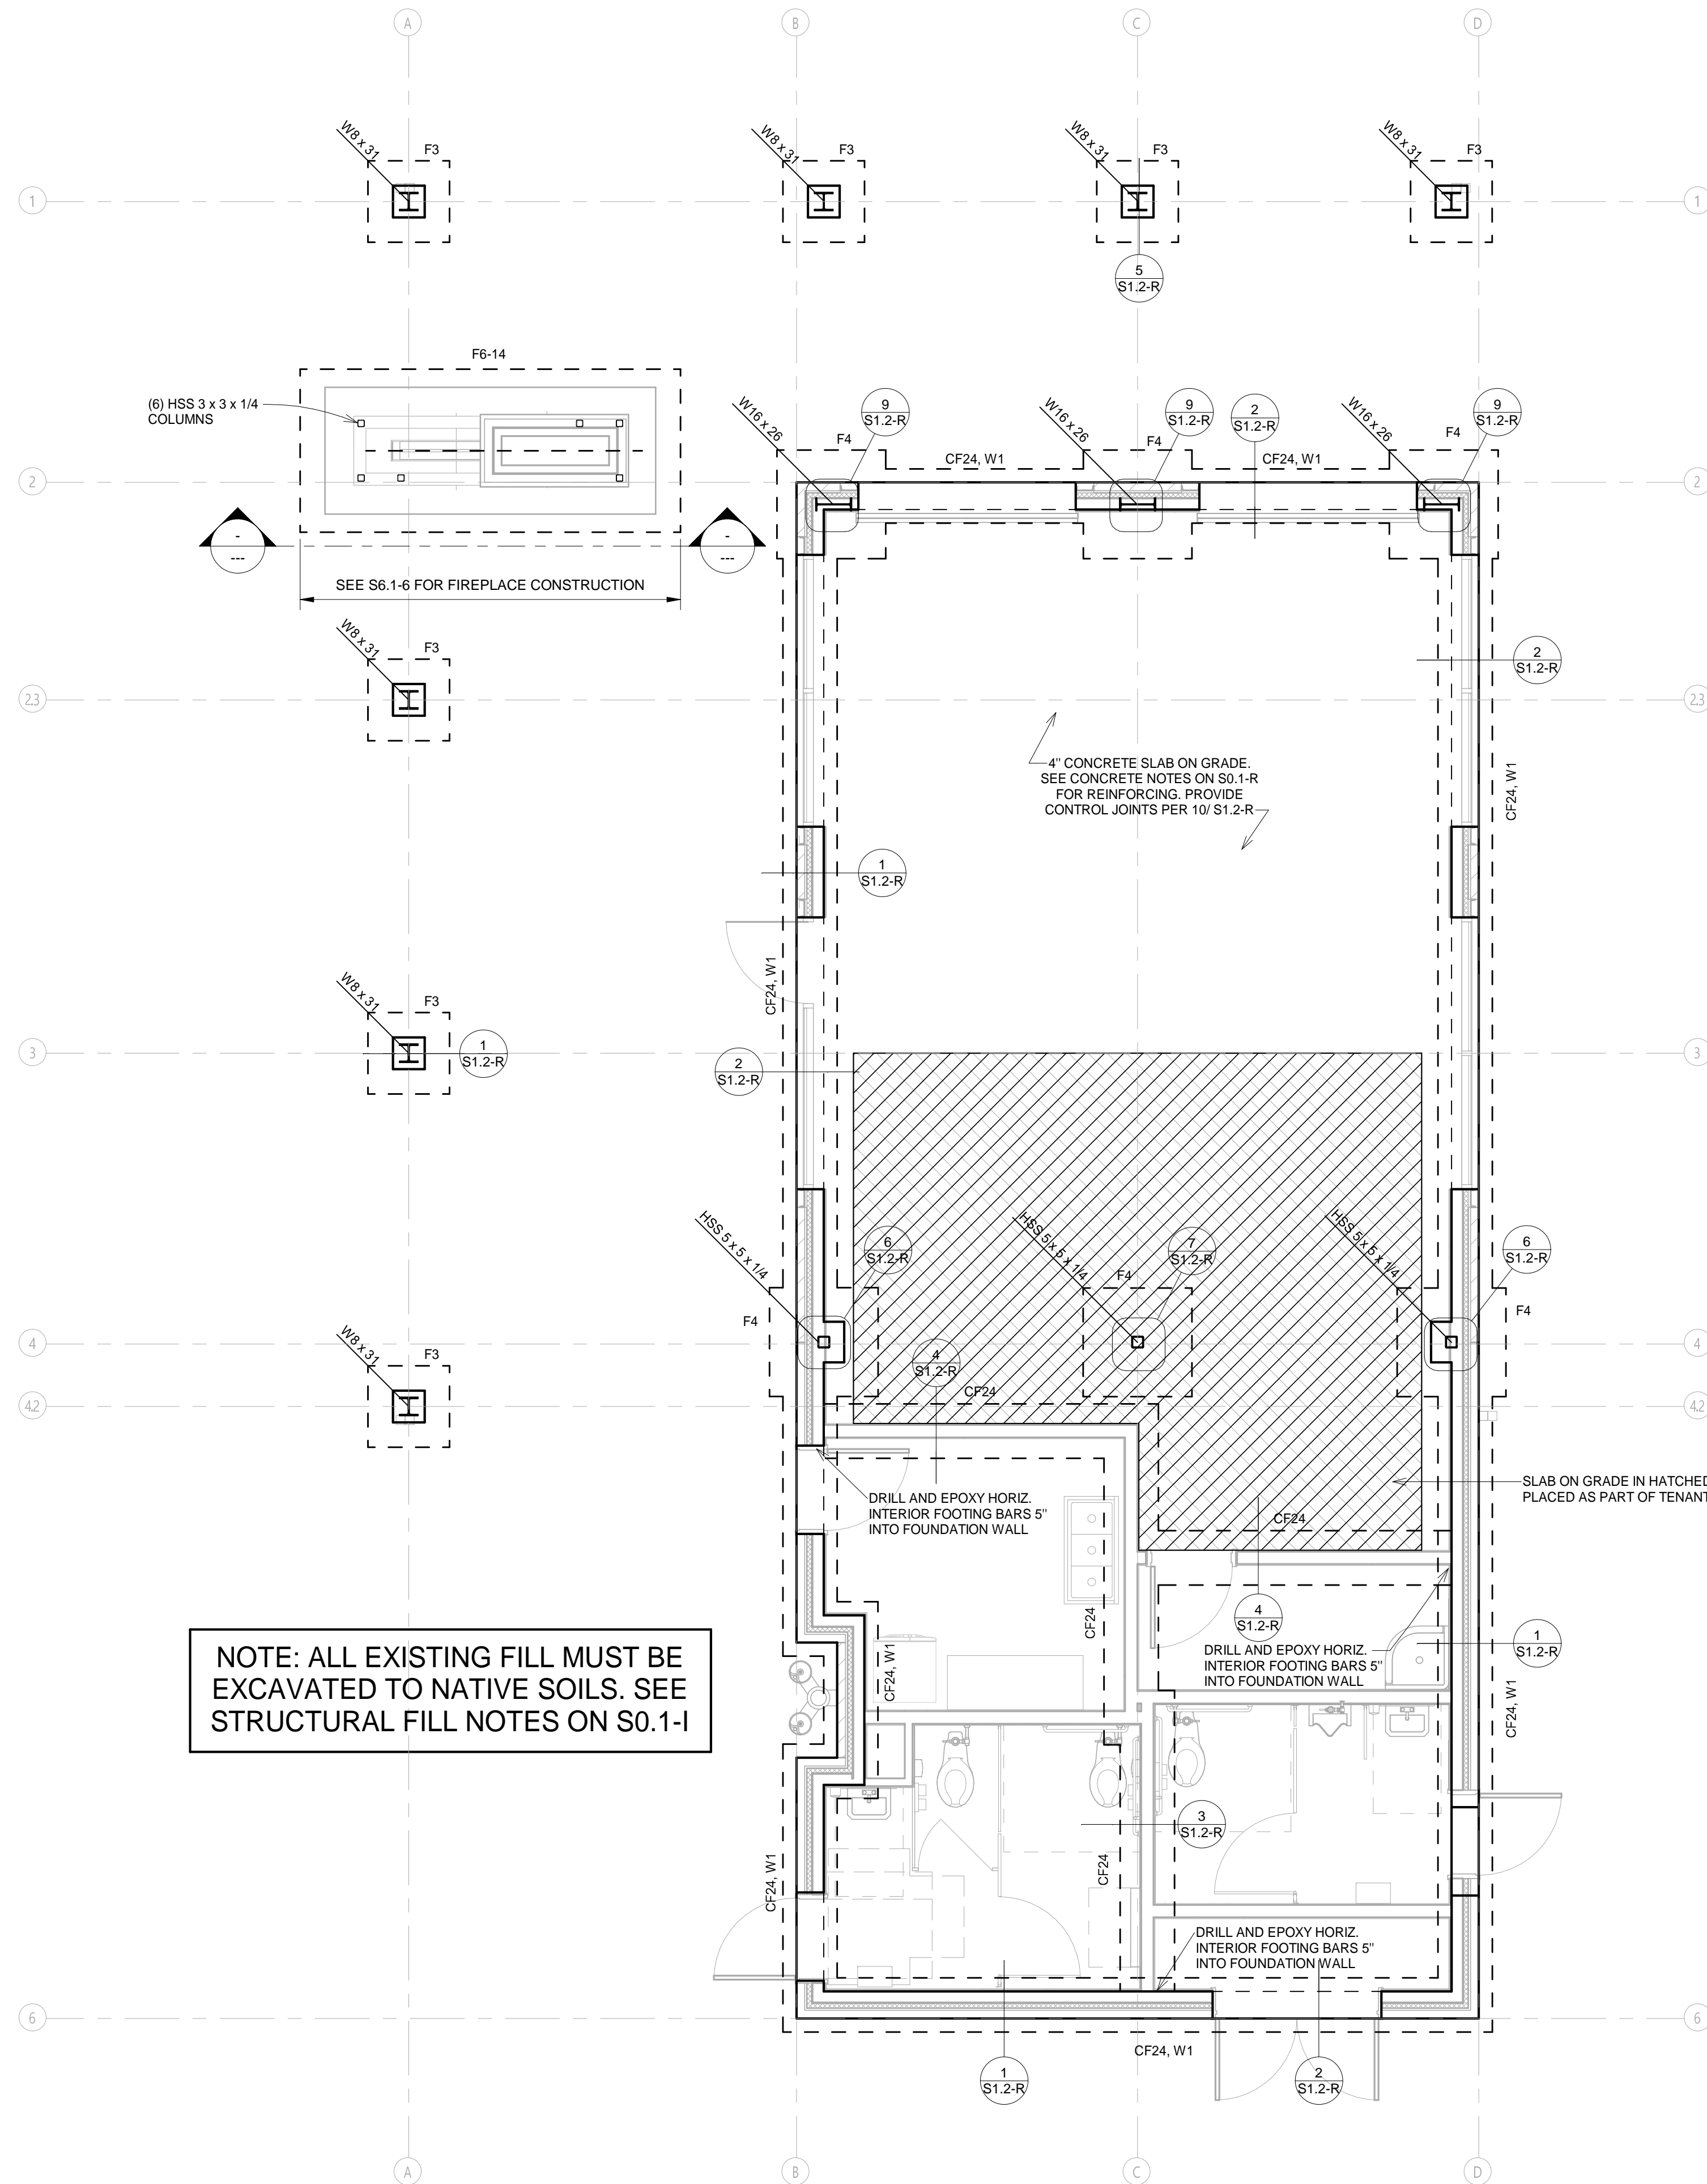 A
B
C
D
W8 x 31
F3
W8 x 31
F3
W8 x 31
F3
W8 x 31
F3
1
1
5
S1.2-R
F6-14
(6) HSS 3 x 3 x 1/4
COLUMNS
W16 x 26
9
S1.2-R
F4
CF24, W1
W16 x 26
9
S1.2-R
F4
2
S1.2-R
CF24, W1
W16 x 26
9
S1.2-R
F4
2
2
-
---
-
---
SEE S6.1-6 FOR FIREPLACE CONSTRUCTION
W8 x 31
F3
2
S1.2-R
2.3
2.3
4" CONCRETE SLAB ON GRADE.
SEE CONCRETE NOTES ON S0.1-R
FOR REINFORCING. PROVIDE
CONTROL JOINTS PER 10/ S1.2-R
CF24, W1
1
S1.2-R
CF24, W1
W8 x 31
F3
3
1
S1.2-R
2
S1.2-R
3
HSS 5 x 5 x 1/4
6
S1.2-R
HSS 5 x 5 x 1/4
7
S1.2-R
F4
HSS 5 x 5 x 1/4
6
S1.2-R
F4
F4
4
4
W8 x 31
F3
4
S1.2-R
CF24
4.2
4.2
DRILL AND EPOXY HORIZ.
INTERIOR FOOTING BARS 5"
INTO FOUNDATION WALL
CF24
SLAB ON GRADE IN HATCHED
PLACED AS PART OF TENANT
4
S1.2-R
CF24
DRILL AND EPOXY HORIZ.
INTERIOR FOOTING BARS 5"
INTO FOUNDATION WALL
1
S1.2-R
NOTE: ALL EXISTING FILL MUST BE
EXCAVATED TO NATIVE SOILS. SEE
STRUCTURAL FILL NOTES ON S0.1-I
CF24, W1
CF24, W1
3
S1.2-R
CF24, W1
CF24
DRILL AND EPOXY HORIZ.
INTERIOR FOOTING BARS 5"
INTO FOUNDATION WALL
6
6
CF24, W1
1
S1.2-R
2
S1.2-R
A
B
C
D